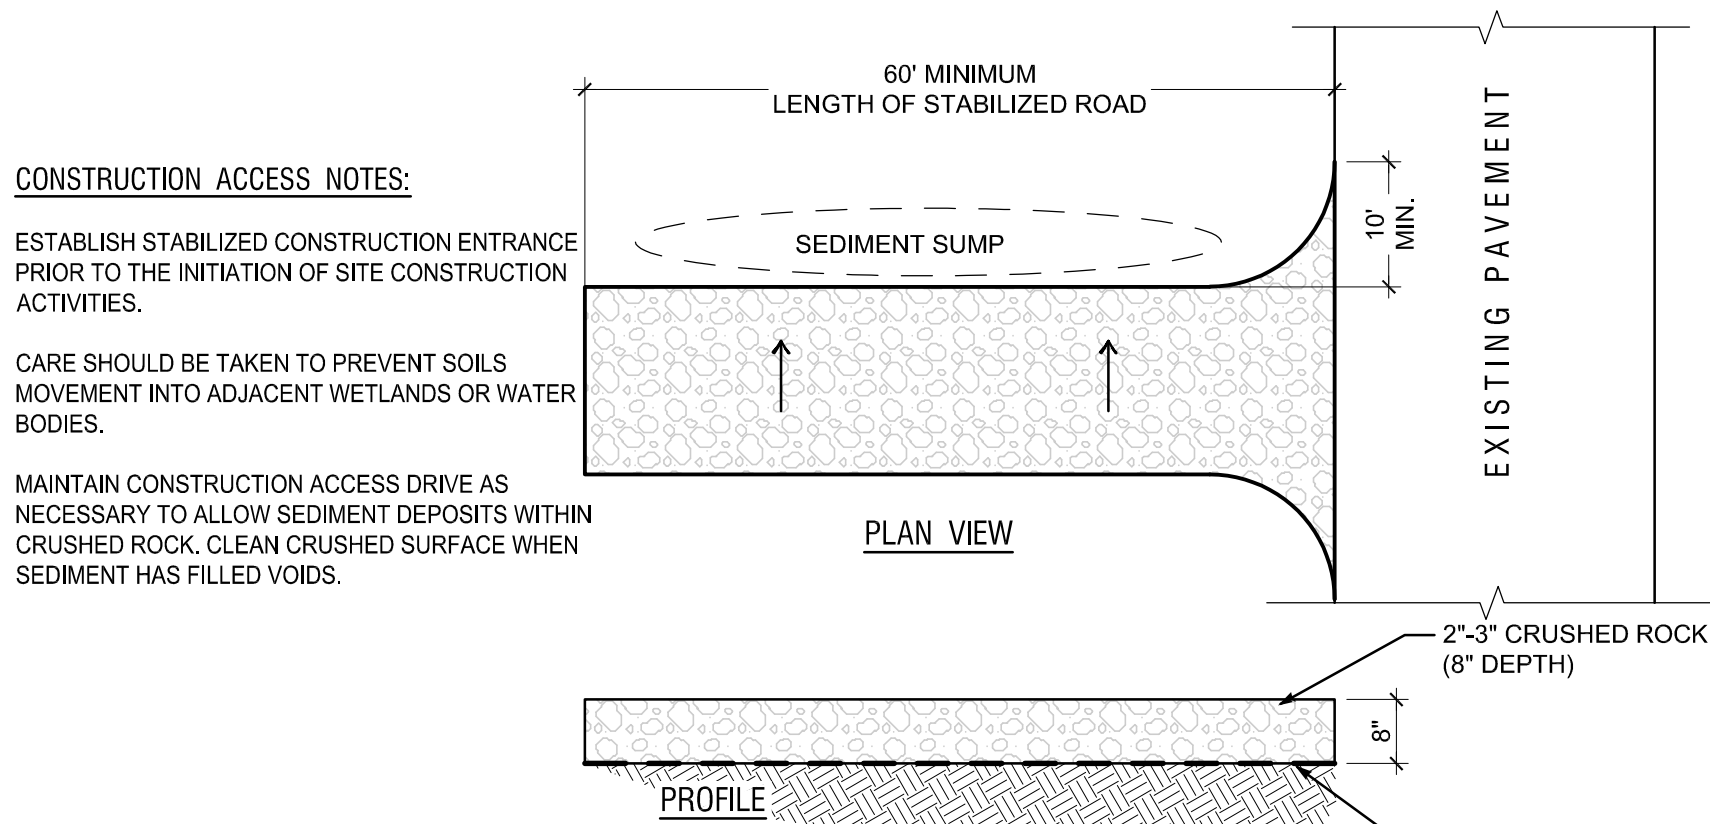 CONSTRUCTION ACCESS NOTES:
ESTABLISH STABILIZED CONSTRUCTION ENTRANCE
PRIOR TO THE INITIATION OF SITE CONSTRUCTION
ACTIVITIES.
CARE SHOULD BE TAKEN TO PREVENT SOILS
MOVEMENT INTO ADJACENT WETLANDS OR WATER
BODIES.
MAINTAIN CONSTRUCTION ACCESS DRIVE AS
NECESSARY TO ALLOW SEDIMENT DEPOSITS WITHIN
CRUSHED ROCK. CLEAN CRUSHED SURFACE WHEN
SEDIMENT HAS FILLED VOIDS.
60' MINIMUM
LENGTH OF STABILIZED ROAD
SEDIMENT SUMP
10'
MIN.
EXISTING PAVEMENT
PLAN VIEW
2"-3" CRUSHED ROCK
(8" DEPTH)
8"
PROFILE